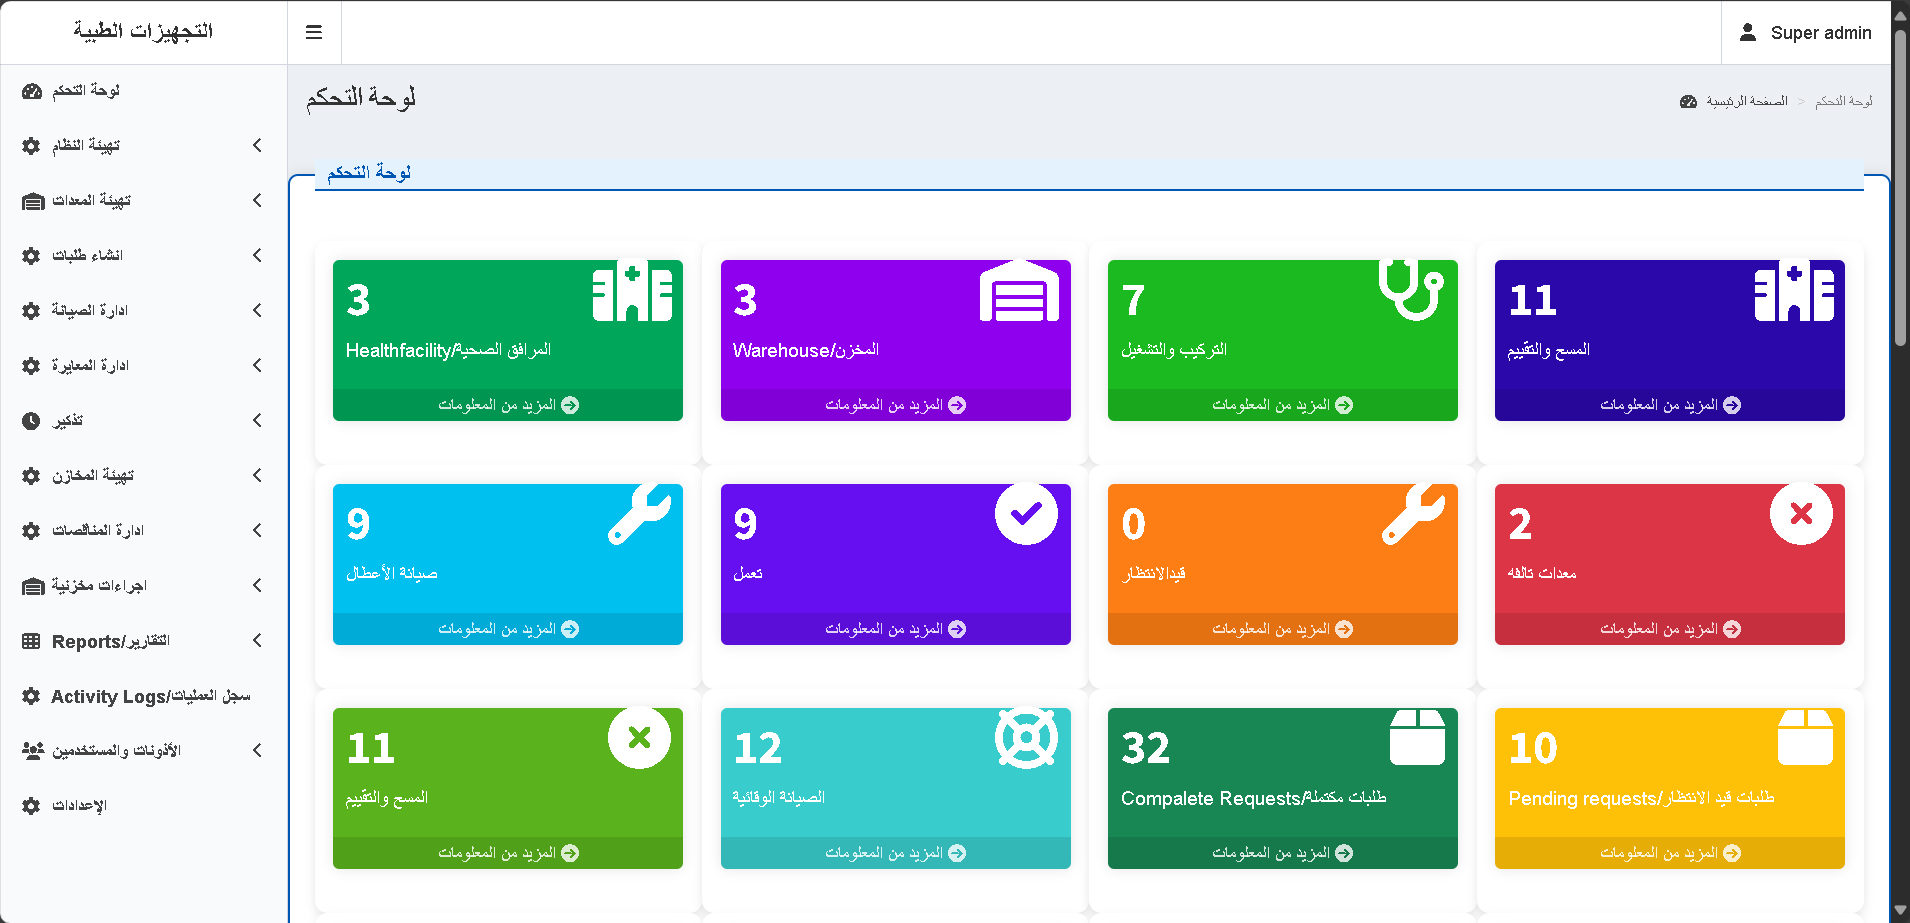 التجهيزات الطبية
Super admin
لوحة التحكم
تهيئة النظام
تهيئة المعدات
انشاء طلبات
ادارة الصيانة
ادارة المعايرة
تذكير
تهيئة المخازن
ادارة المناقصات
اجراءات مخزنية
Reports/التقارير
Activity Logs/سجل العمليات
الأذونات والمستخدمين
الإعدادات
لوحة التحكم
الصفحة الرئيسية > لوحة التحكم
لوحة التحكم
3
Healthfacility/المرافق الصحية
المزيد من المعلومات
3
Warehouse/المخزن
المزيد من المعلومات
7
التركيب والتشغيل
المزيد من المعلومات
11
المسح والتقييم
المزيد من المعلومات
9
صيانة الأعطال
المزيد من المعلومات
9
تعمل
المزيد من المعلومات
0
قيدالانتظار
المزيد من المعلومات
2
معدات تالفه
المزيد من المعلومات
11
المسح والتقييم
المزيد من المعلومات
12
الصيانة الوقائية
المزيد من المعلومات
32
Compalete Requests/طلبات مكتملة
المزيد من المعلومات
10
Pending requests/طلبات قيد الانتظار
المزيد من المعلومات